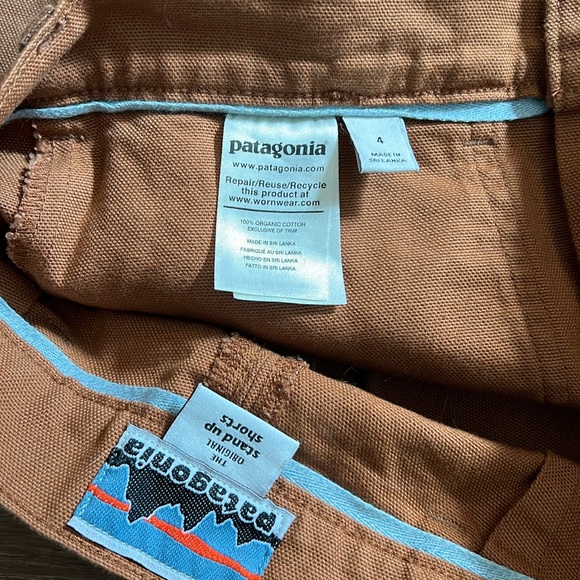 patagonia
www.patagonia.com
Repair/Reuse/Recycle
this product at
www.wornwear.com
100% ORGANIC COTTON
EXCLUSIVE OF TRIM
MADE IN SRI LANKA
FABRIQUÉ AU SRI LANKA
HECHO EN SRI LANKA
FATTO IN SRI LANKA
4
MADE IN
SRI LANKA
THE
ORIGINAL
stand up
shorts
patagonia